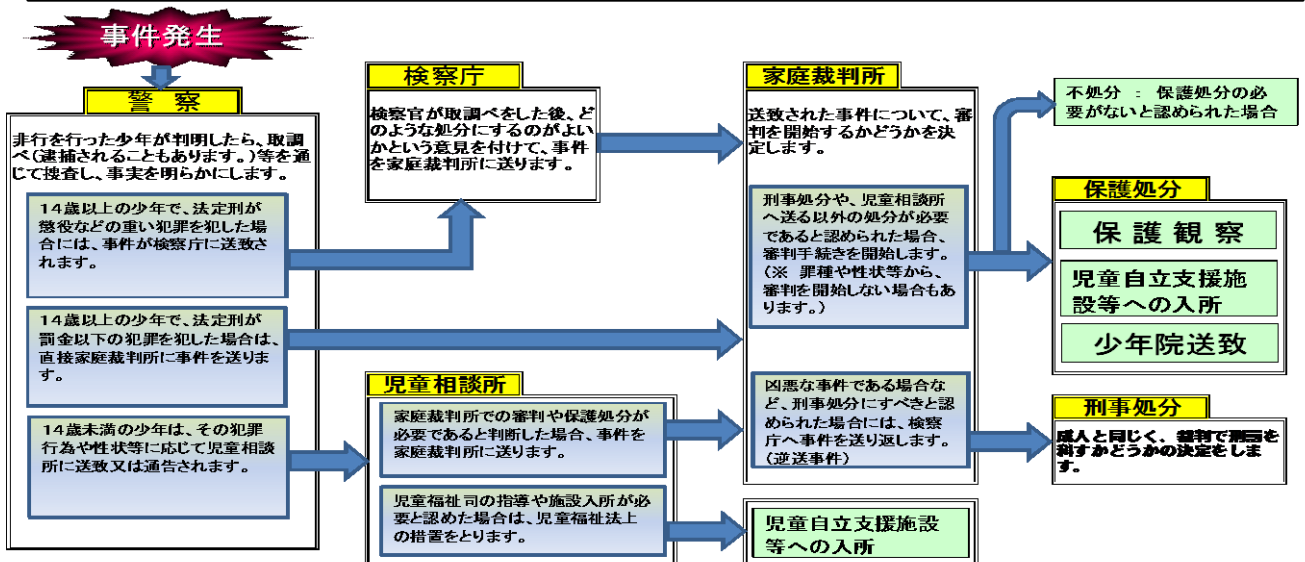 事件発生
警 察
非行を行った少年が判明したら、取調
べ(逮捕されることもあります。)等を通
じて捜査し、事実を明らかにします。
14歳以上の少年で、法定刑が
懲役などの重い犯罪を犯した場
合には、事件が検察庁に送致さ
れます。
14歳以上の少年で、法定刑が
罰金以下の犯罪を犯した場合は、
直接家庭裁判所に事件を送りま
す。
14歳未満の少年は、その犯罪
行為や性状等に応じて児童相談
所に送致又は通告されます。
検察庁
検察官が取調べをした後、ど
のような処分にするのがよい
かという意見を付けて、事件
を家庭裁判所に送ります。
児童相談所
家庭裁判所での審判や保護処分が
必要であると判断した場合、事件を
家庭裁判所に送ります。
児童福祉司の指導や施設入所が必
要と認めた場合は、児童福祉法上
の措置をとります。
家庭裁判所
送致された事件について、審
判を開始するかどうかを決
定します。
刑事処分や、児童相談所
へ送る以外の処分が必要
であると認められた場合、
審判手続きを開始します。
(※ 罪種や性状等から、
審判を開始しない場合もあ
ります。)
凶悪な事件である場合な
ど、刑事処分にすべきと認
められた場合には、検察
庁へ事件を送り返します。
(逆送事件)
児童自立支援施設
等への入所
不処分 : 保護処分の必
要がないと認められた場合
保護処分
保 護 観 察
児童自立支援施
設等への入所
少年院送致
刑事処分
成人と同じく、裁判で刑罰を
科すかどうかの決定をしま
す。